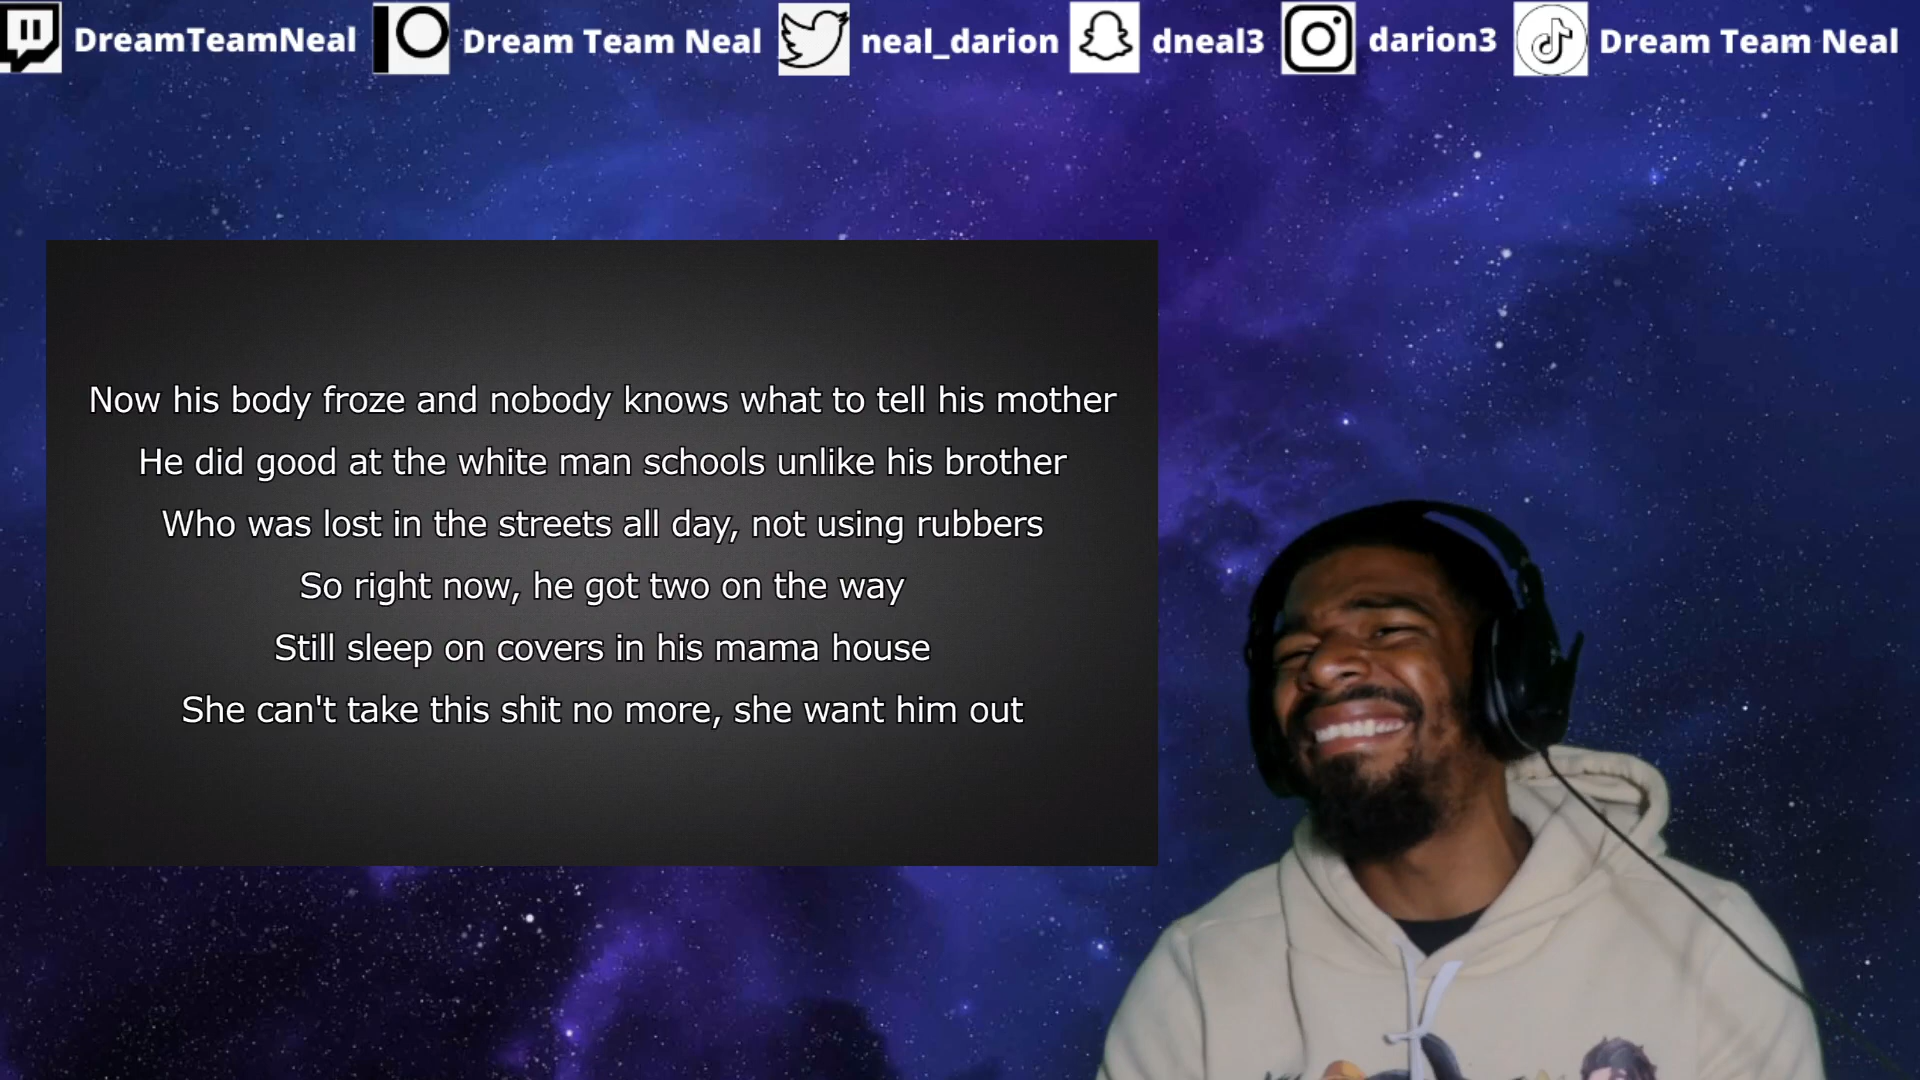 DreamTeamNeal Dream Team Neal neal_darion dneal3 darion3 Dream Team Neal
Now his body froze and nobody knows what to tell his mother
He did good at the white man schools unlike his brother
Who was lost in the streets all day, not using rubbers
So right now, he got two on the way
Still sleep on covers in his mama house
She can't take this shit no more, she want him out